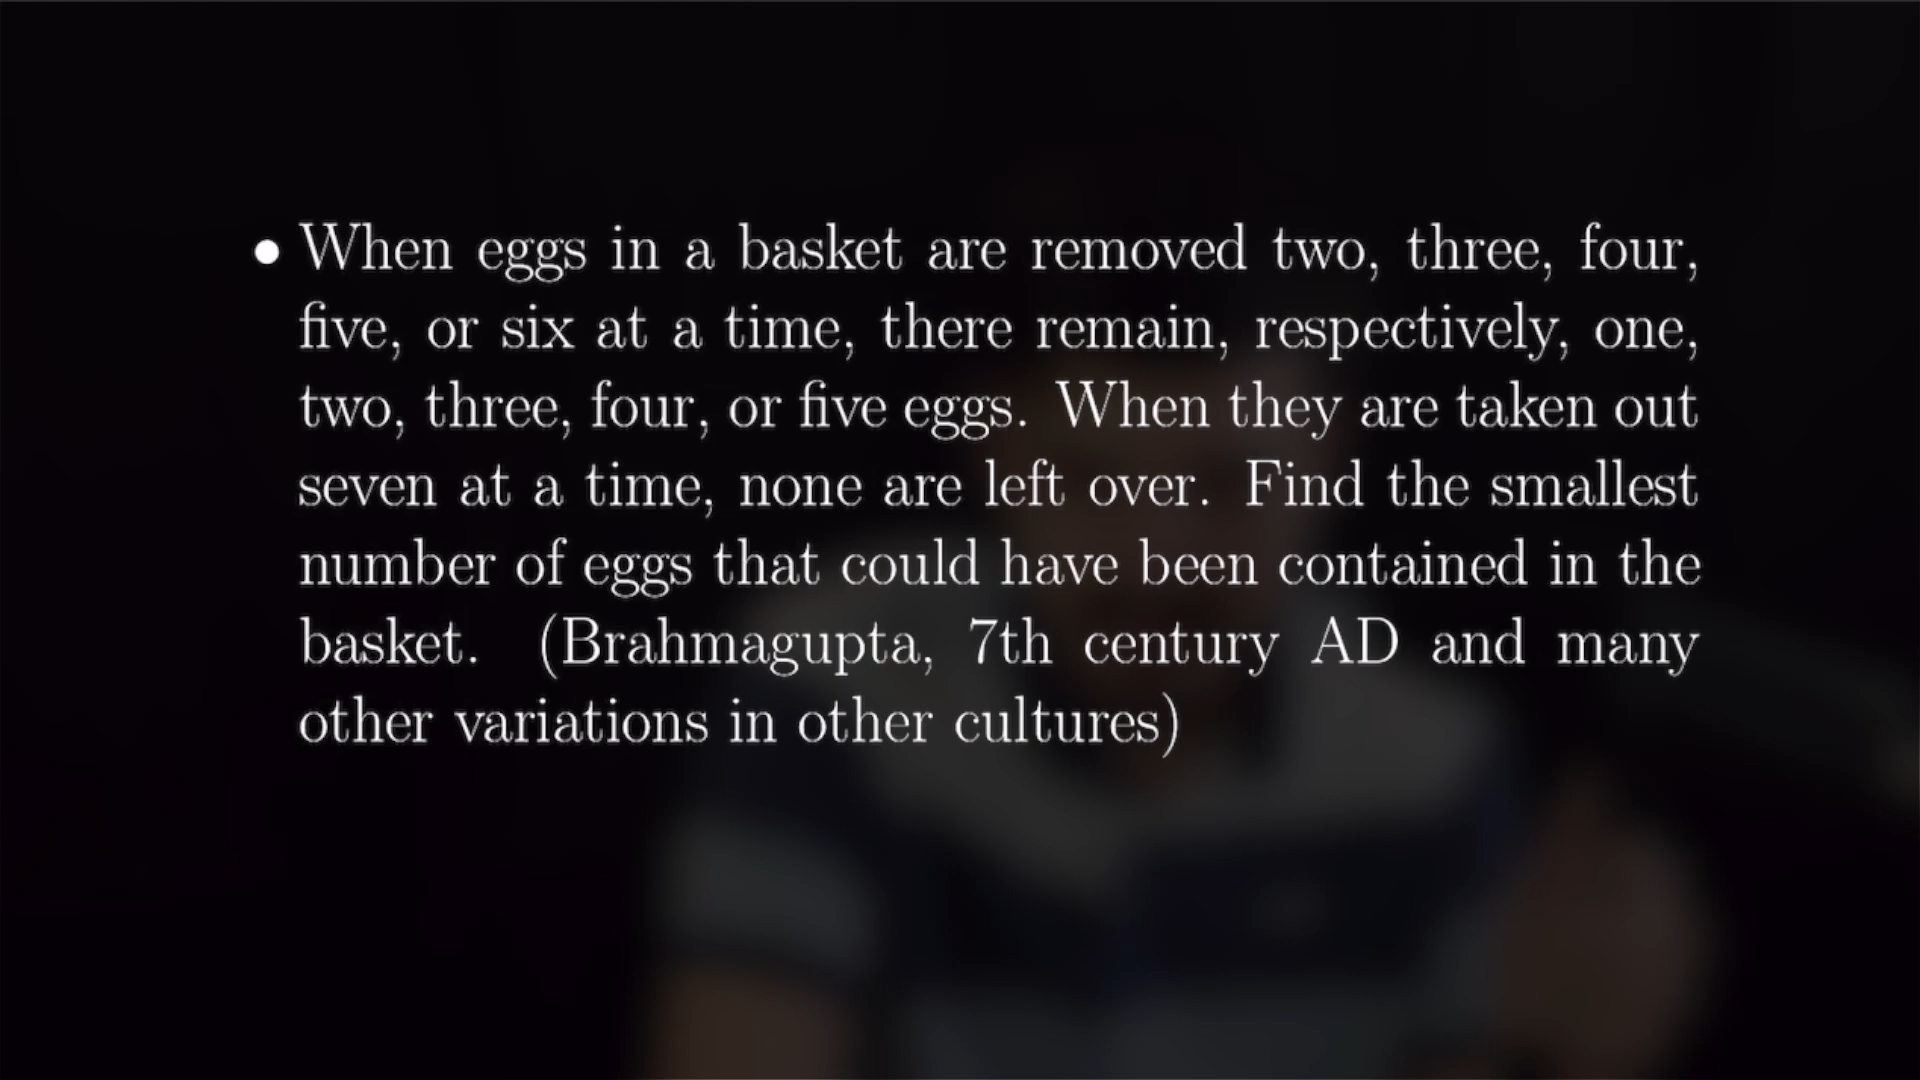 • When eggs in a basket are removed two, three, four,
five, or six at a time, there remain, respectively, one,
two, three, four, or five eggs. When they are taken out
seven at a time, none are left over. Find the smallest
number of eggs that could have been contained in the
basket. (Brahmagupta, 7th century AD and many
other variations in other cultures)